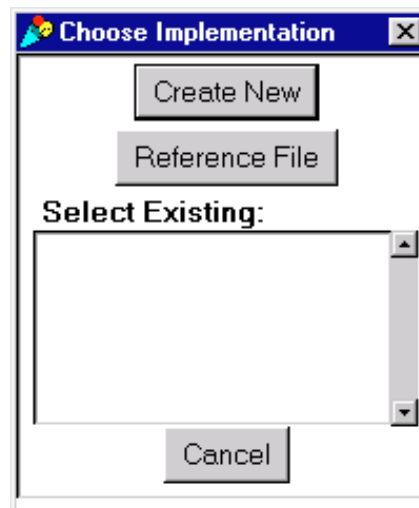 Choose Implementation
Create New
Reference File
Select Existing:
Cancel